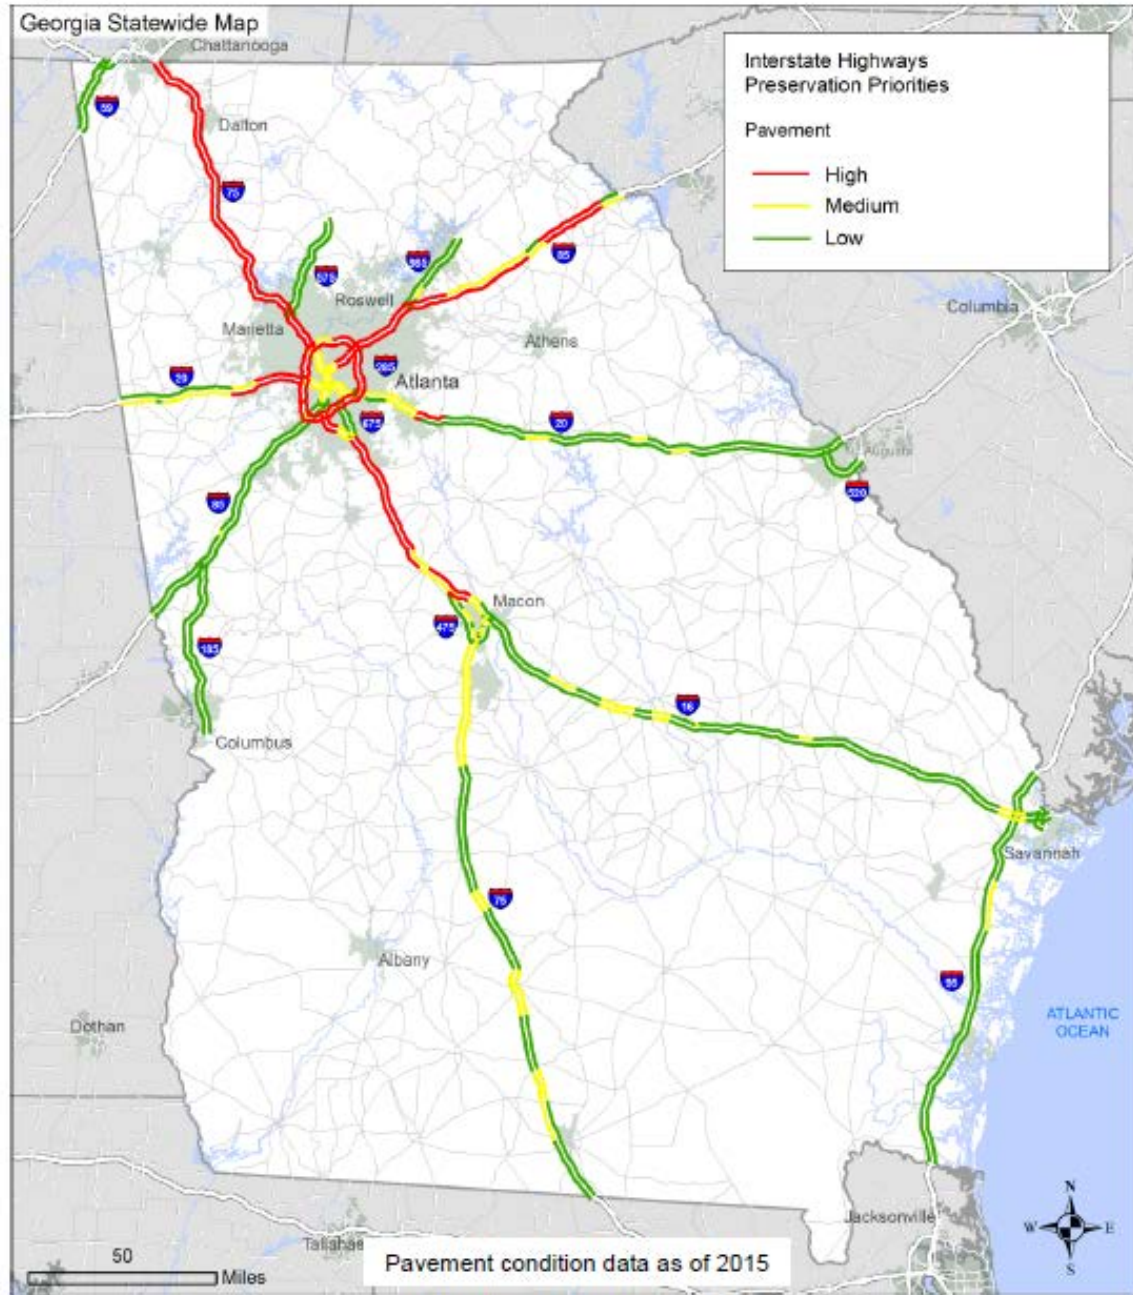 Georgia Statewide Map
Chattanooga
Interstate Highways
Preservation Priorities
Pavement
High
Medium
Low
59
Dalton
75
85
575
985
Roswell
Columbia
Marietta
Athens
20
285
Atlanta
675
20
Augusta
520
85
Macon
475
185
16
Columbus
Savannah
75
Albany
95
ATLANTIC
OCEAN
Dothan
N
W
E
S
Jacksonville
Tallahas
50
Miles
Pavement condition data as of 2015